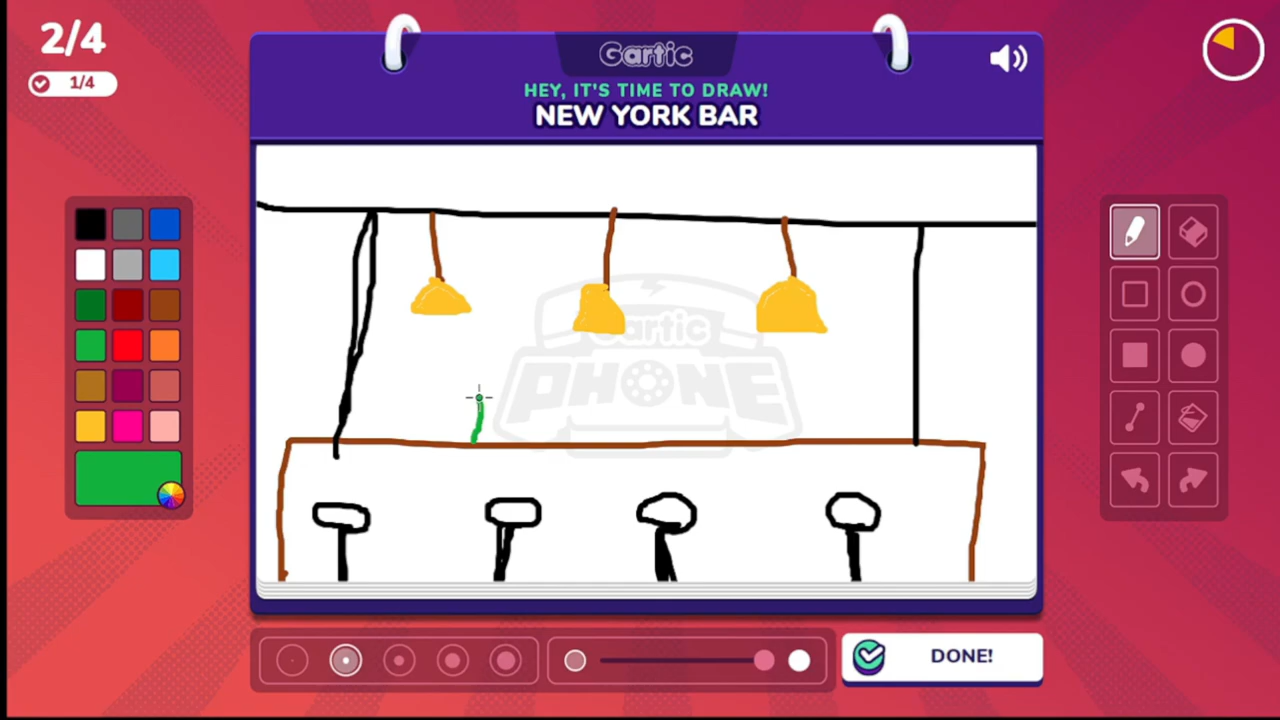 2/4
1/4
Gartic
HEY, IT'S TIME TO DRAW!
NEW YORK BAR
Gartic
PHONE
DONE!